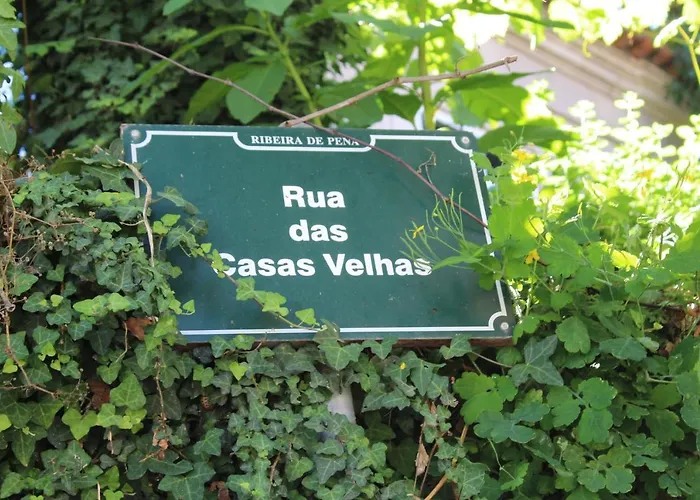 RIBEIRA DE PENA
Rua
das
Casas Velhas